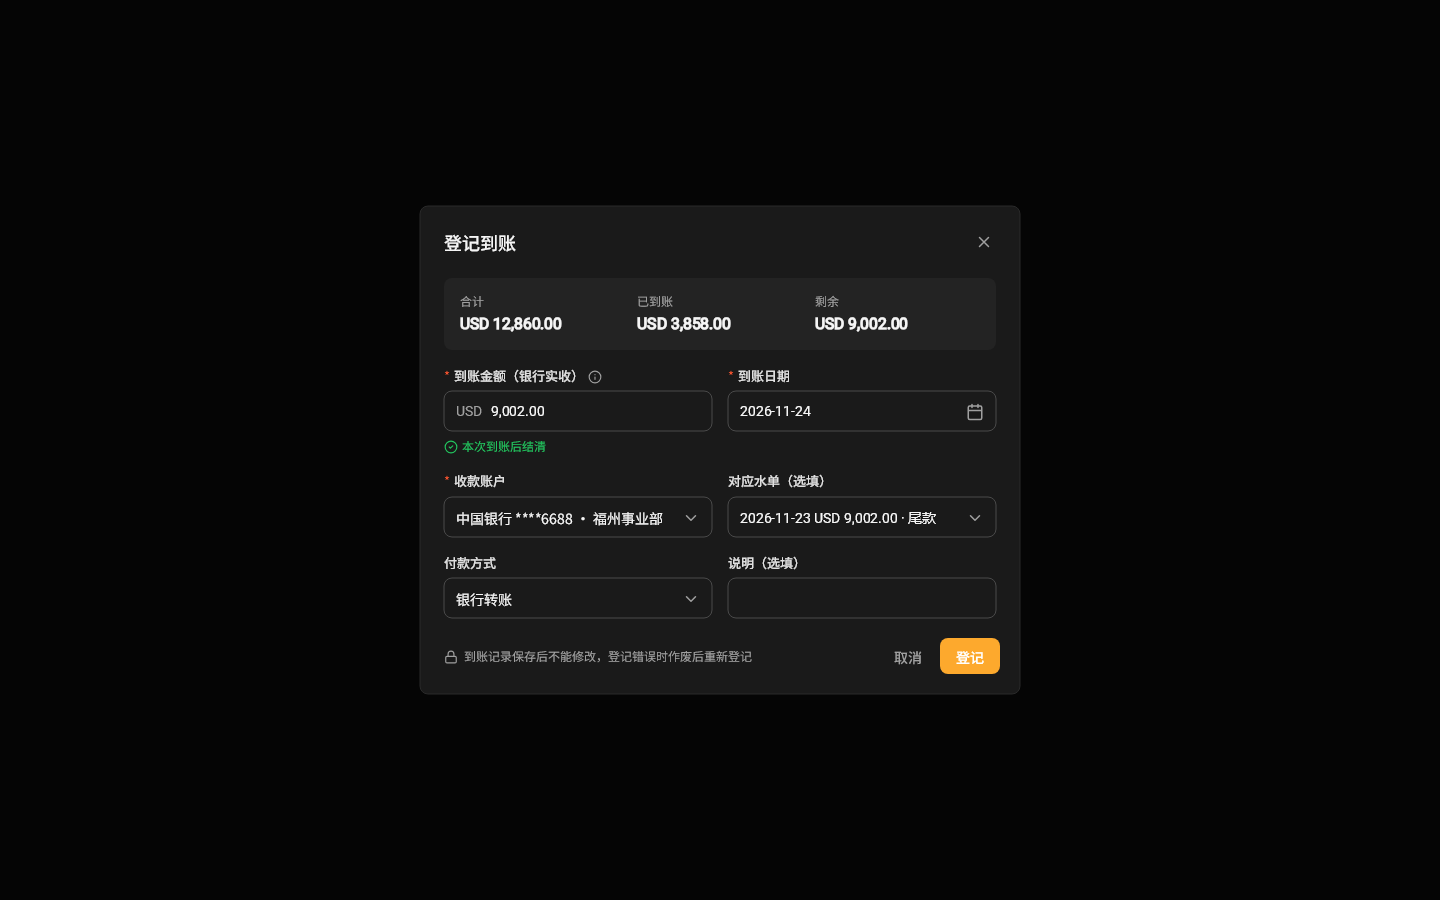 登记到账
合计
已到账
剩余
USD 12,860.00
USD 3,858.00
USD 9,002.00
* 到账金额（银行实收）
* 到账日期
USD 9,002.00
2026-11-24
本次到账后结清
* 收款账户
对应水单（选填）
中国银行 ****6688 • 福州事业部
2026-11-23 USD 9,002.00 · 尾款
付款方式
说明（选填）
银行转账
到账记录保存后不能修改，登记错误时作废后重新登记
取消
登记